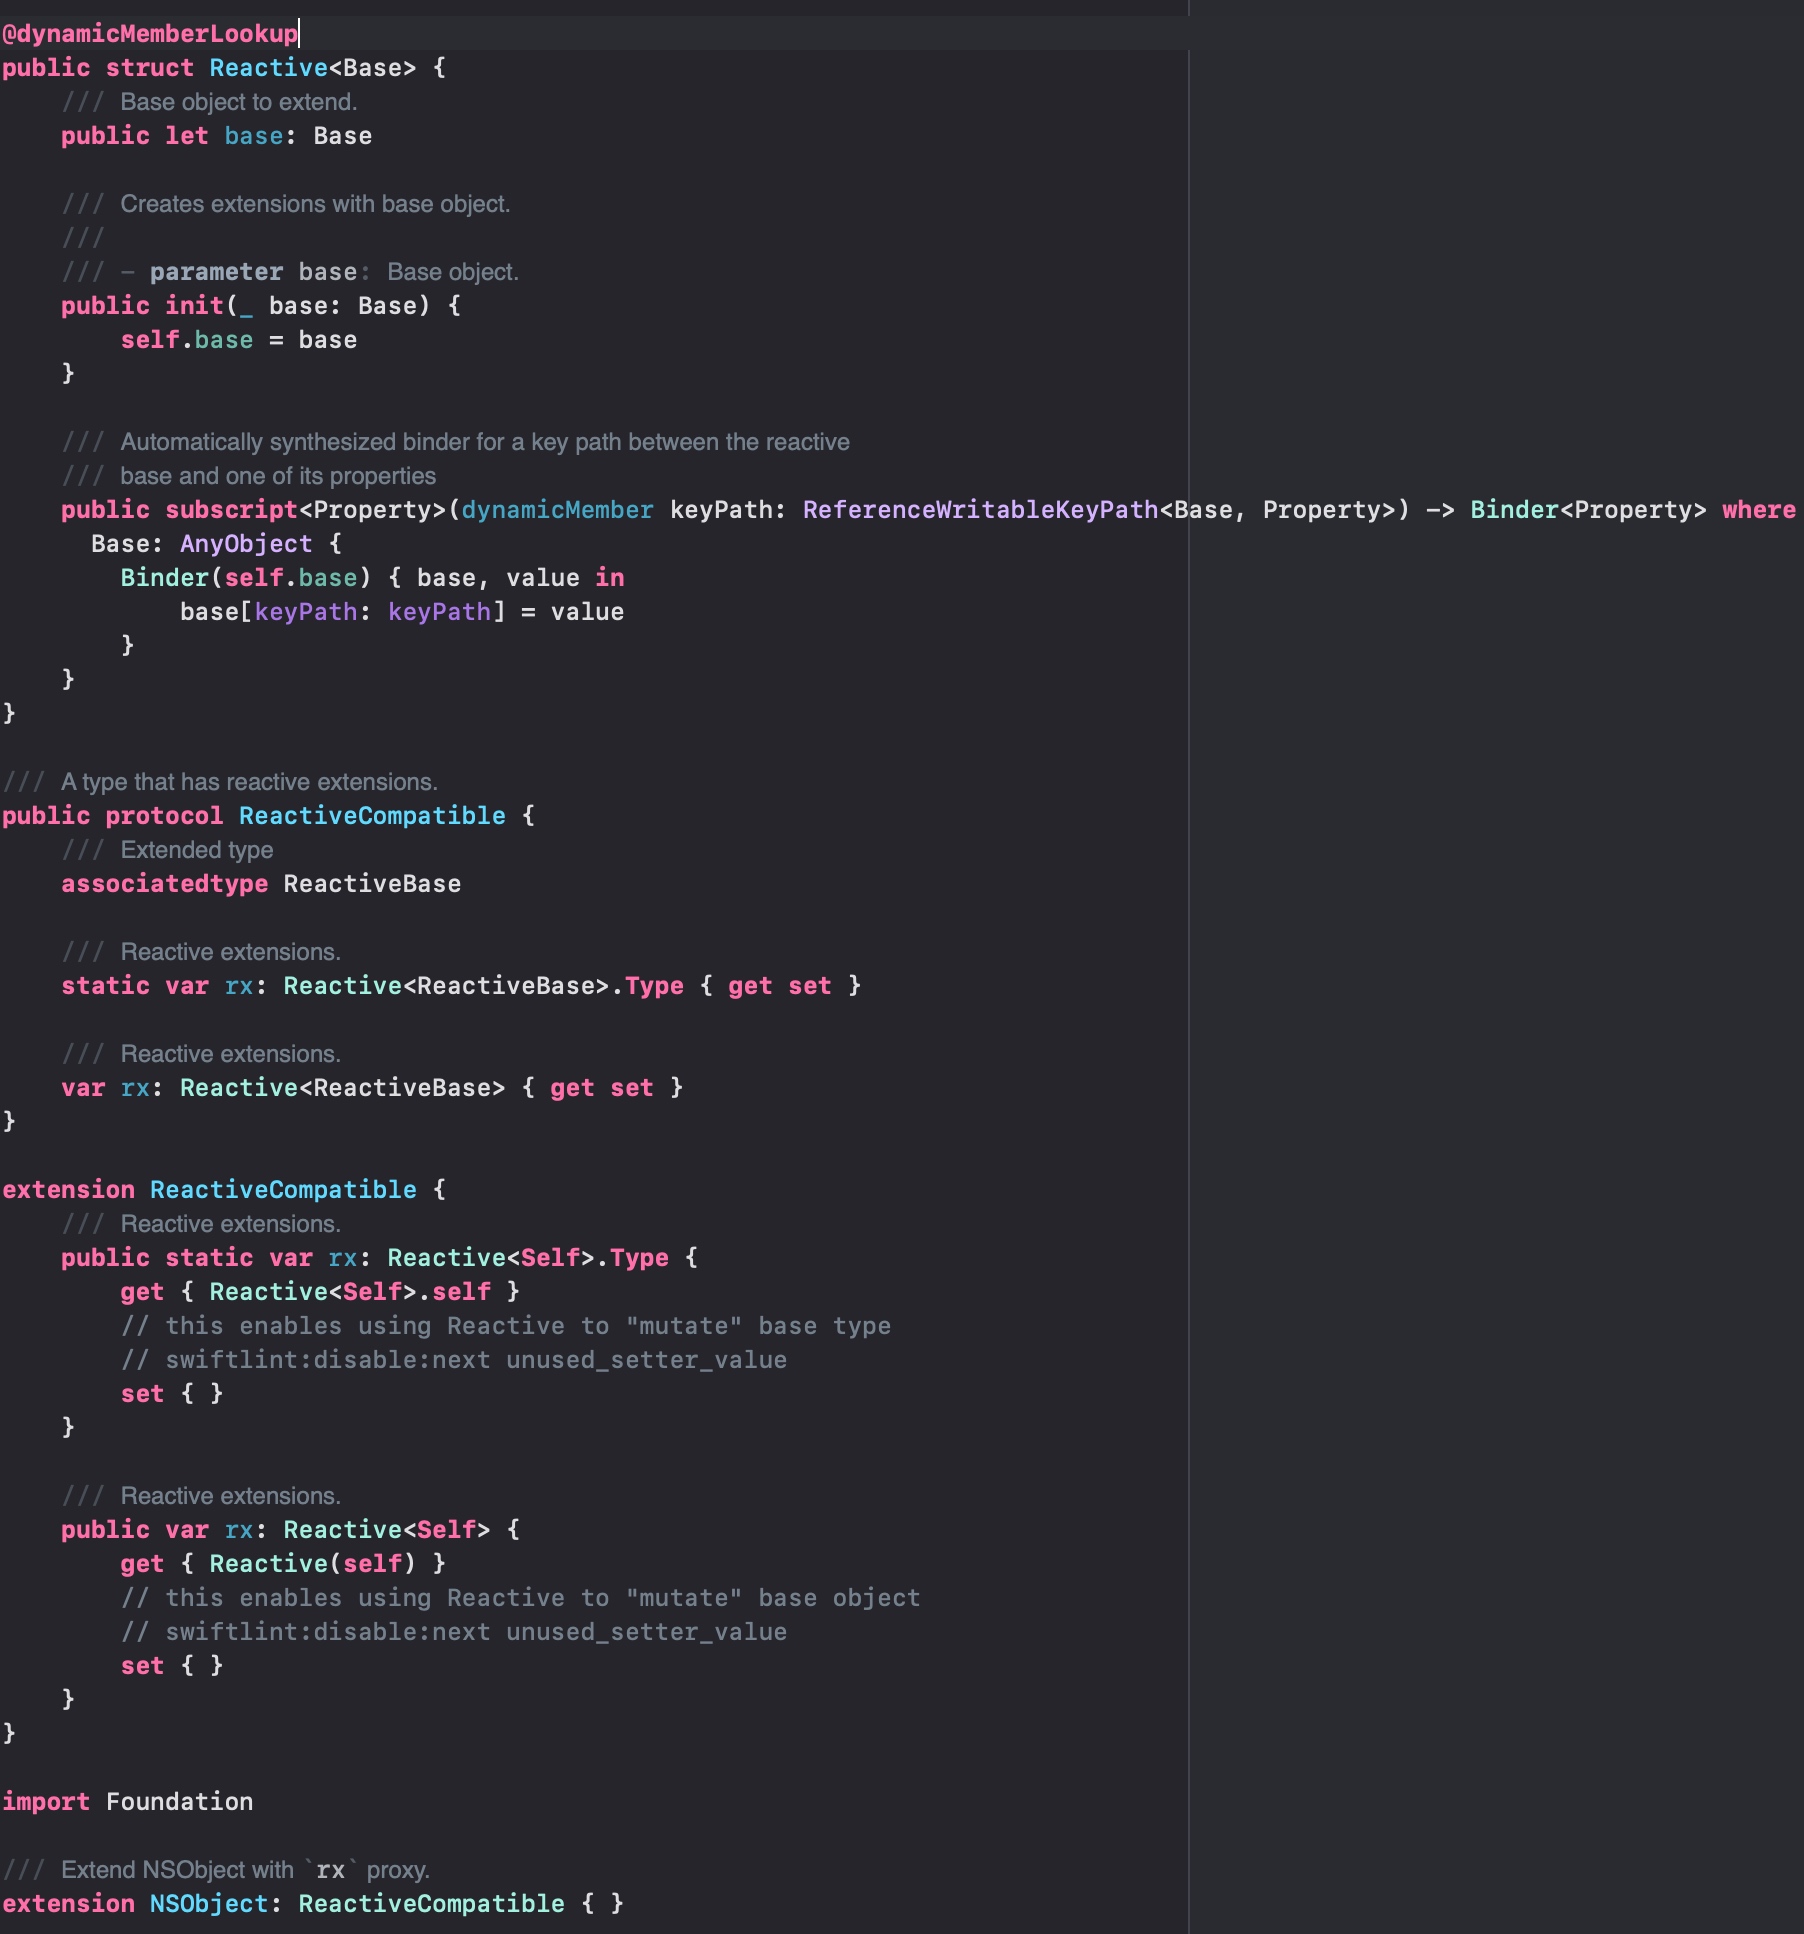 @dynamicMemberLookup
public struct Reactive<Base> {
    /// Base object to extend.
    public let base: Base

    /// Creates extensions with base object.
    ///
    /// - parameter base: Base object.
    public init(_ base: Base) {
        self.base = base
    }

    /// Automatically synthesized binder for a key path between the reactive
    /// base and one of its properties
    public subscript<Property>(dynamicMember keyPath: ReferenceWritableKeyPath<Base, Property>) -> Binder<Property> where
      Base: AnyObject {
        Binder(self.base) { base, value in
            base[keyPath: keyPath] = value
        }
    }
}

/// A type that has reactive extensions.
public protocol ReactiveCompatible {
    /// Extended type
    associatedtype ReactiveBase

    /// Reactive extensions.
    static var rx: Reactive<ReactiveBase>.Type { get set }

    /// Reactive extensions.
    var rx: Reactive<ReactiveBase> { get set }
}

extension ReactiveCompatible {
    /// Reactive extensions.
    public static var rx: Reactive<Self>.Type {
        get { Reactive<Self>.self }
        // this enables using Reactive to "mutate" base type
        // swiftlint:disable:next unused_setter_value
        set { }
    }

    /// Reactive extensions.
    public var rx: Reactive<Self> {
        get { Reactive(self) }
        // this enables using Reactive to "mutate" base object
        // swiftlint:disable:next unused_setter_value
        set { }
    }
}

import Foundation

/// Extend NSObject with `rx` proxy.
extension NSObject: ReactiveCompatible { }